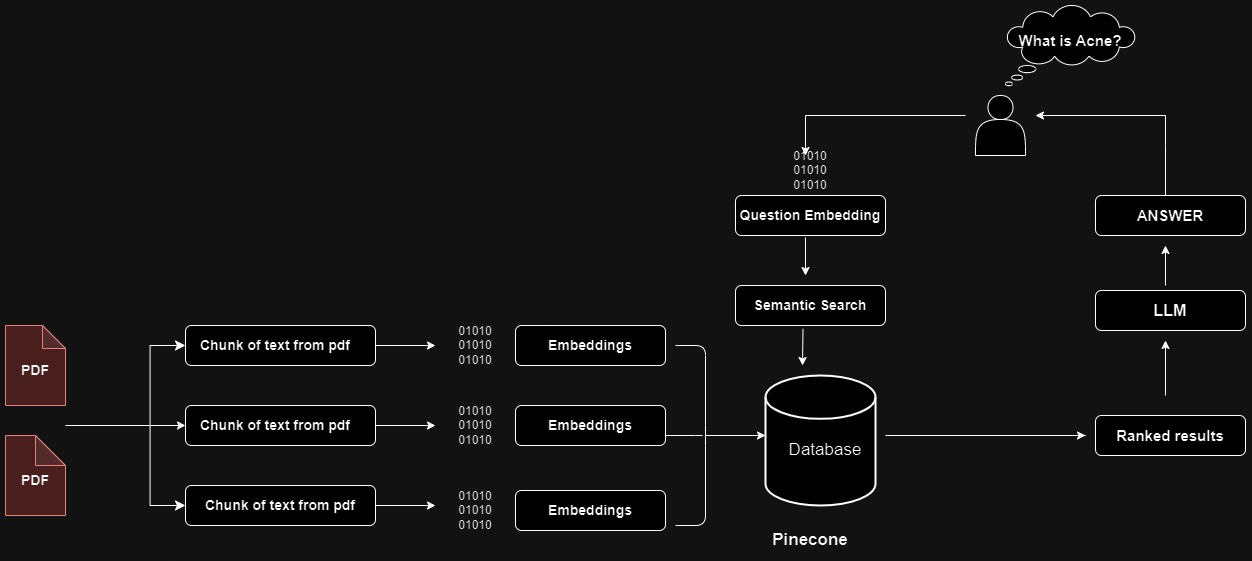 What is Acne?
01010
01010
01010
Question Embedding
ANSWER
Semantic Search
LLM
PDF
Chunk of text from pdf
01010
01010
01010
Embeddings
Chunk of text from pdf
01010
01010
01010
Embeddings
Database
Ranked results
PDF
Chunk of text from pdf
01010
01010
01010
Embeddings
Pinecone